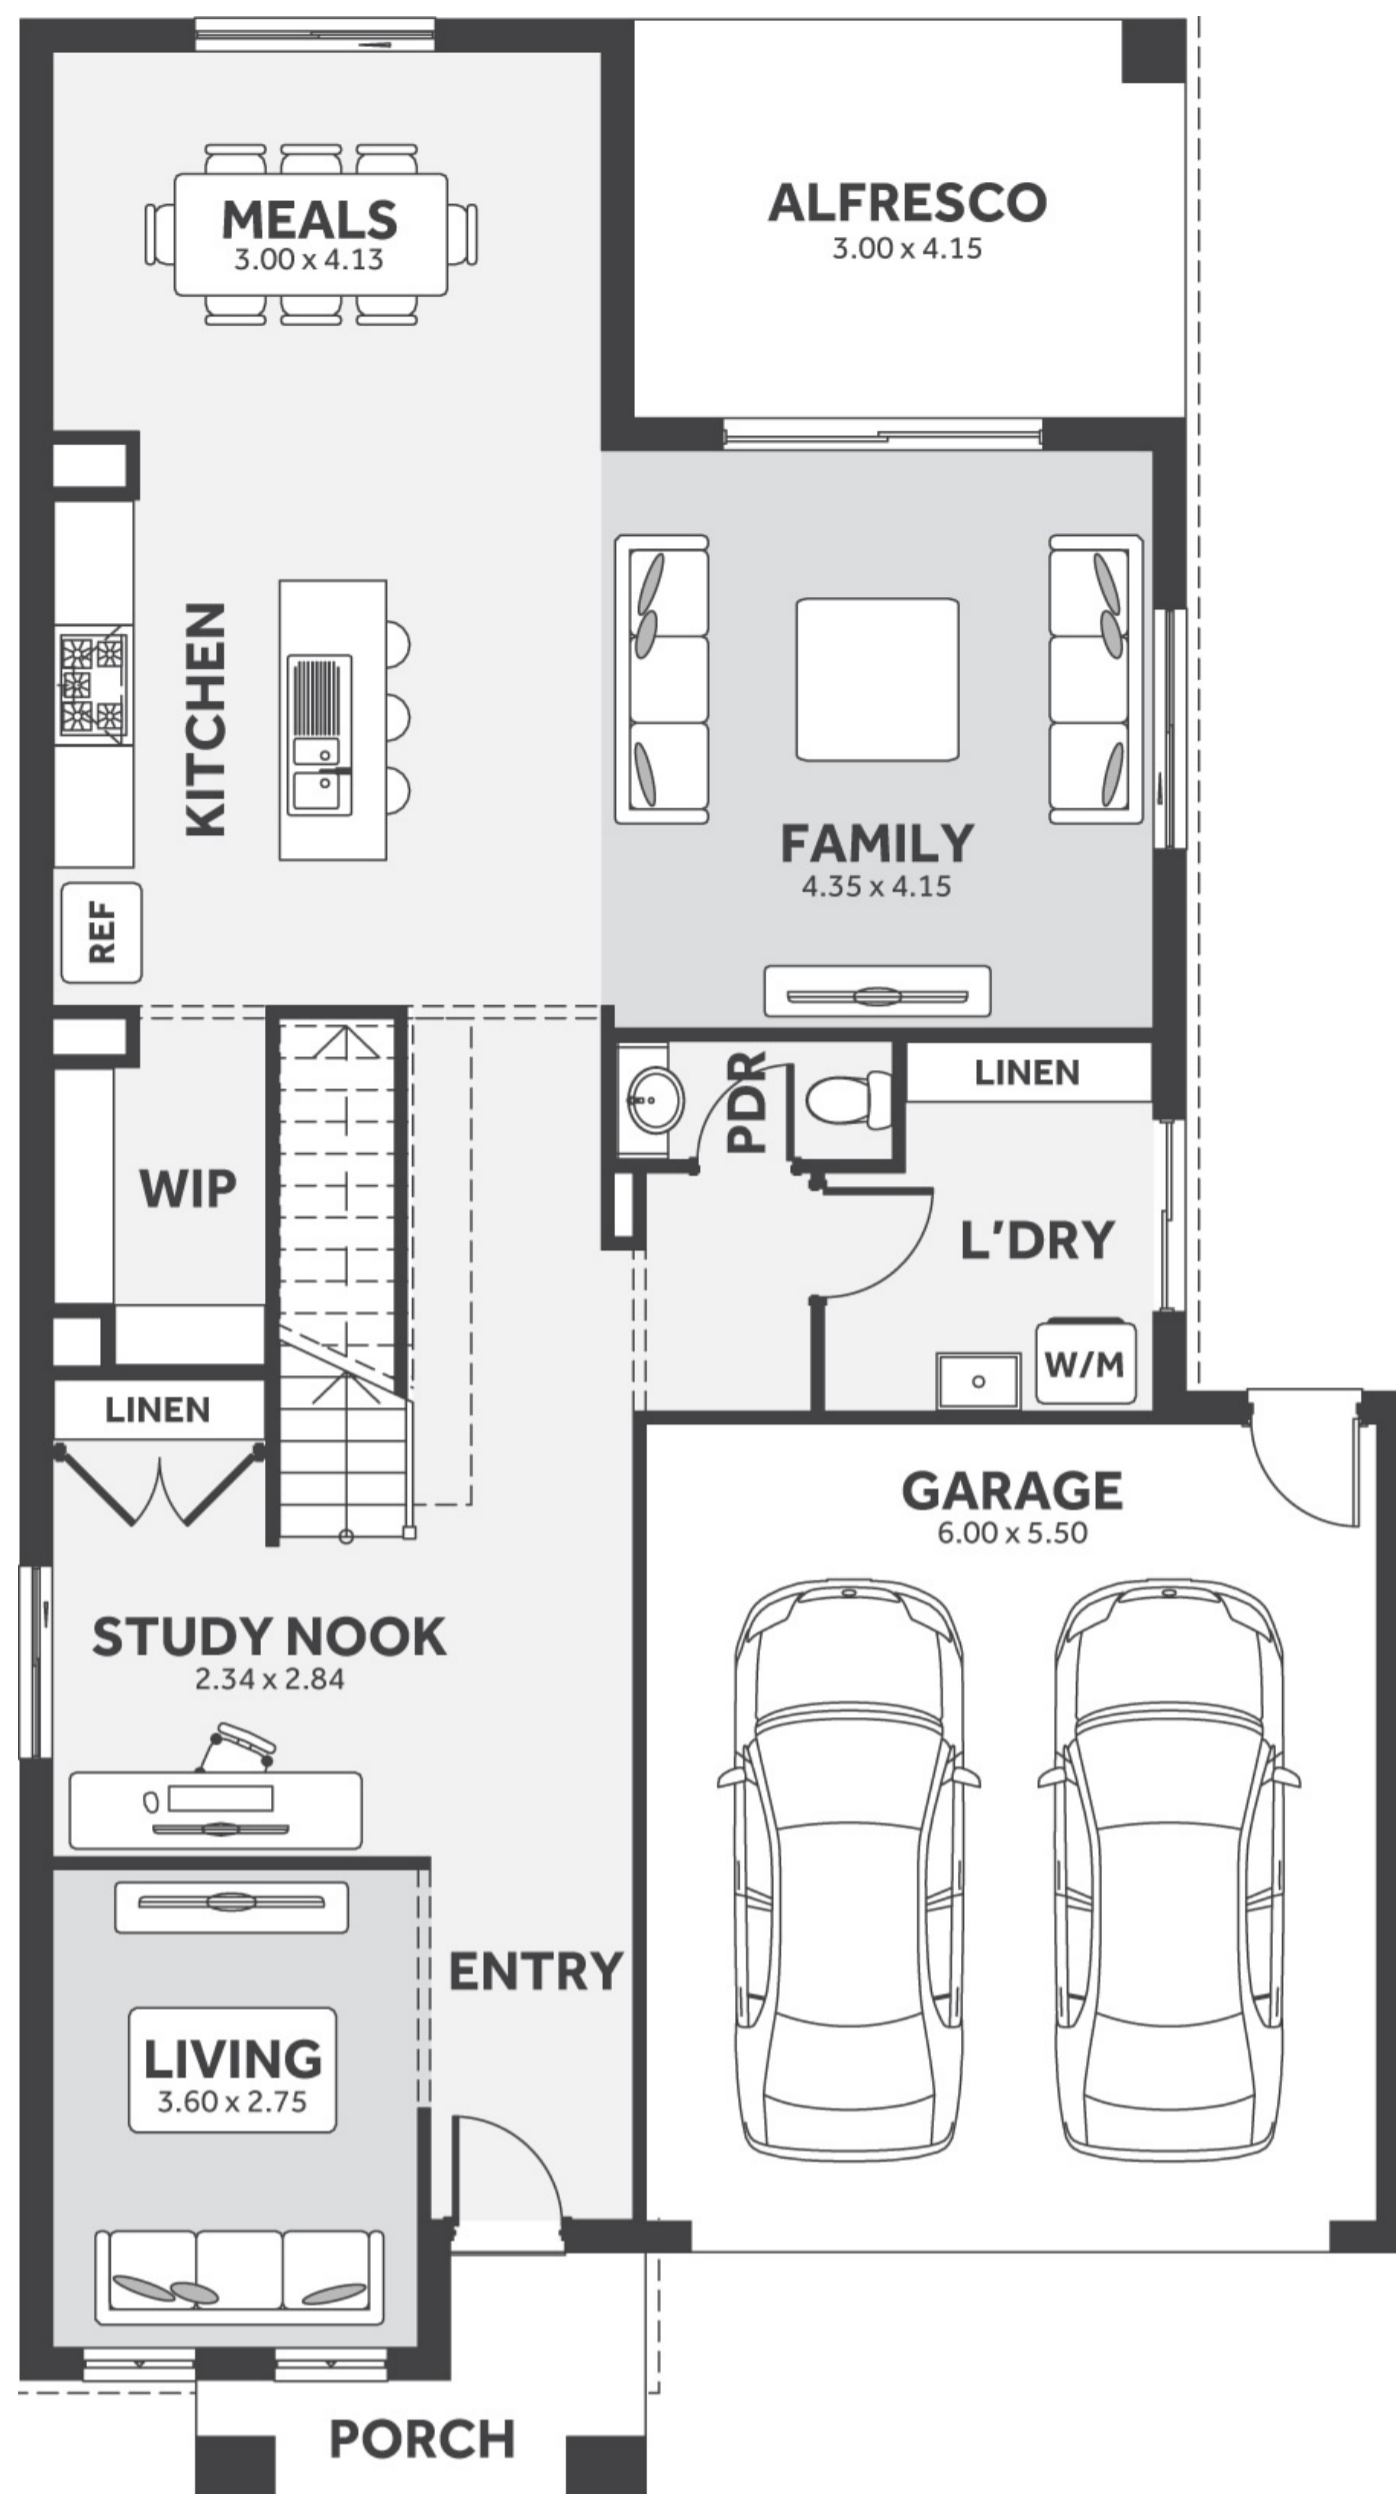 MEALS
3.00 x 4.13
ALFRESCO
3.00 x 4.15
KITCHEN
FAMILY
4.35 x 4.15
REF
PDR
LINEN
WIP
L'DRY
W/M
LINEN
GARAGE
6.00 x 5.50
STUDY NOOK
2.34 x 2.84
ENTRY
LIVING
3.60 x 2.75
PORCH